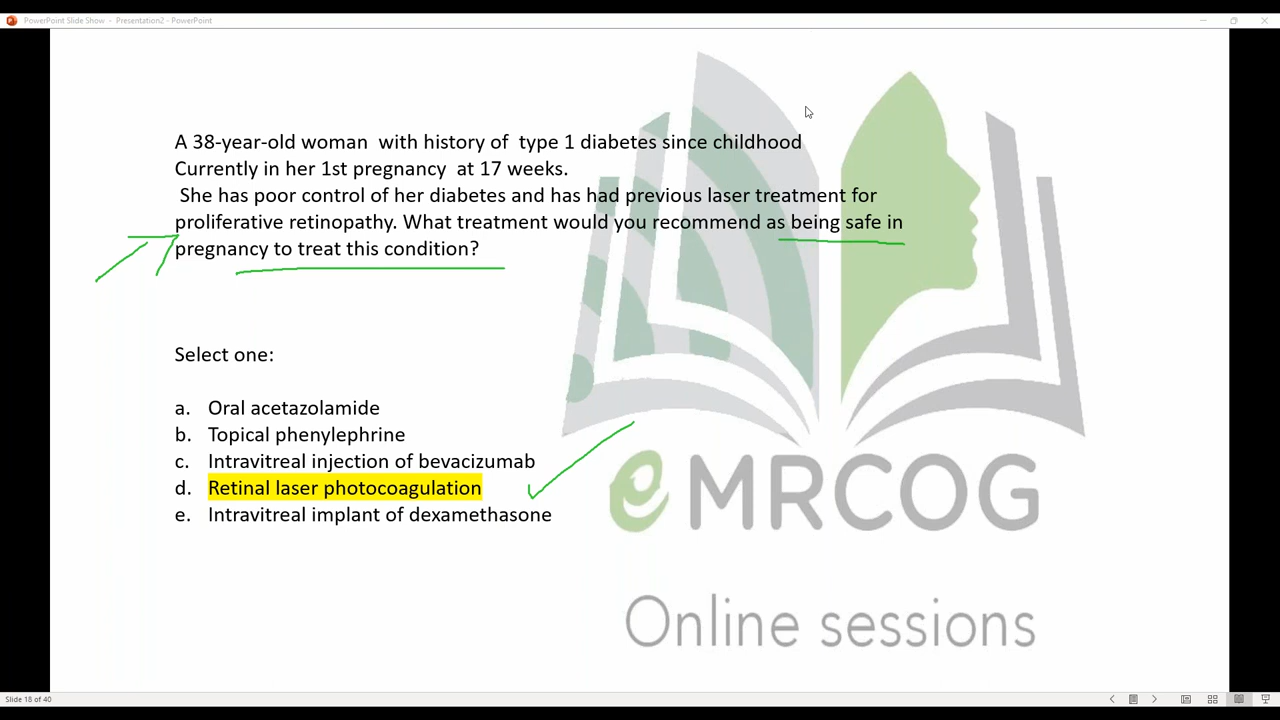 PowerPoint Slide Show - Presentation2 - PowerPoint
A 38-year-old woman with history of type 1 diabetes since childhood
Currently in her 1st pregnancy at 17 weeks.
She has poor control of her diabetes and has had previous laser treatment for
proliferative retinopathy. What treatment would you recommend as being safe in
pregnancy to treat this condition?
Select one:
a. Oral acetazolamide
b. Topical phenylephrine
c. Intravitreal injection of bevacizumab
d. Retinal laser photocoagulation
e. Intravitreal implant of dexamethasone
eMRCOG
Online sessions
Slide 18 of 40